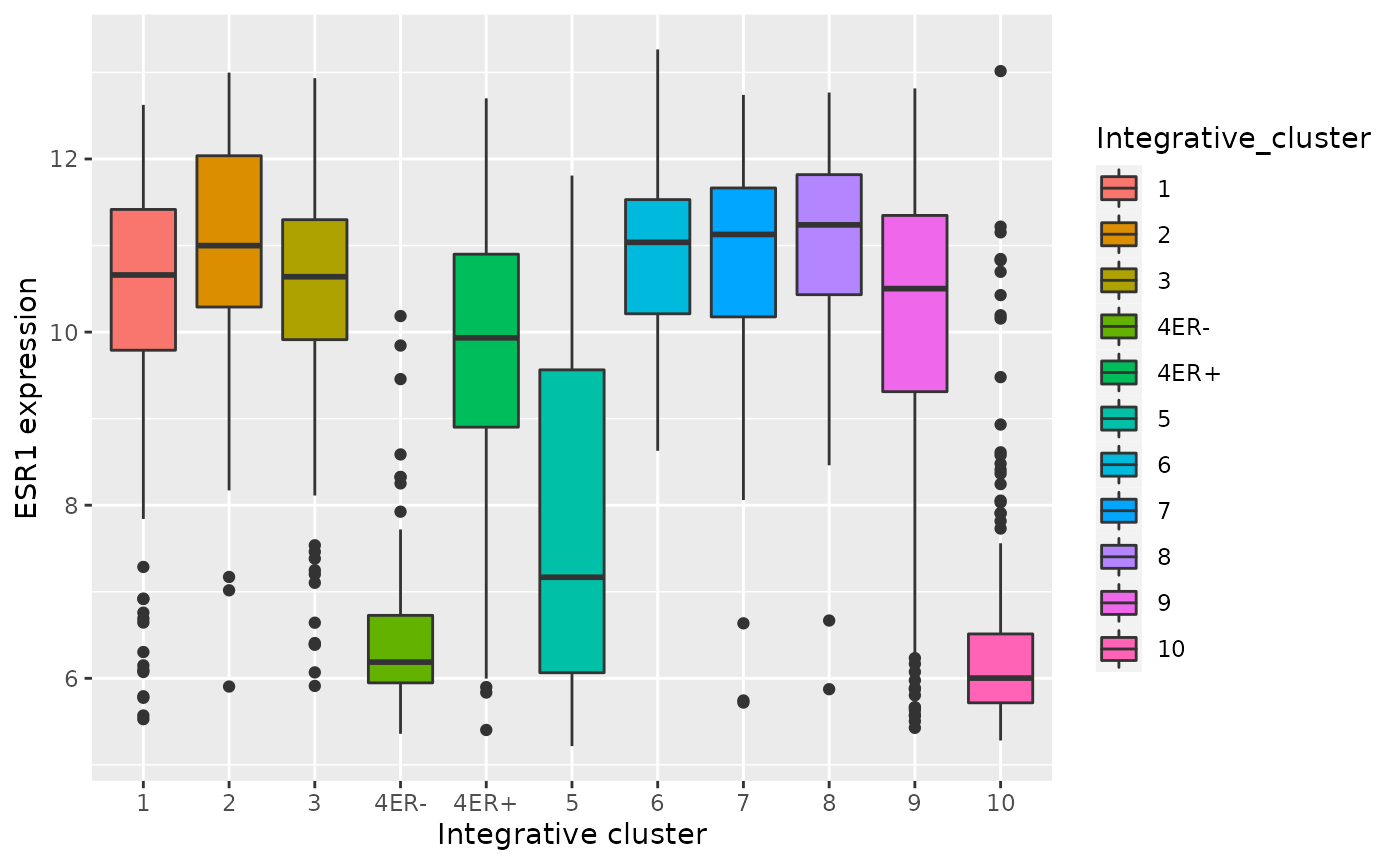 ESR1 expression
12
10
8
6
1 2 3 4ER- 4ER+ 5 6 7 8 9 10
Integrative cluster
Integrative_cluster
1
2
3
4ER-
4ER+
5
6
7
8
9
10